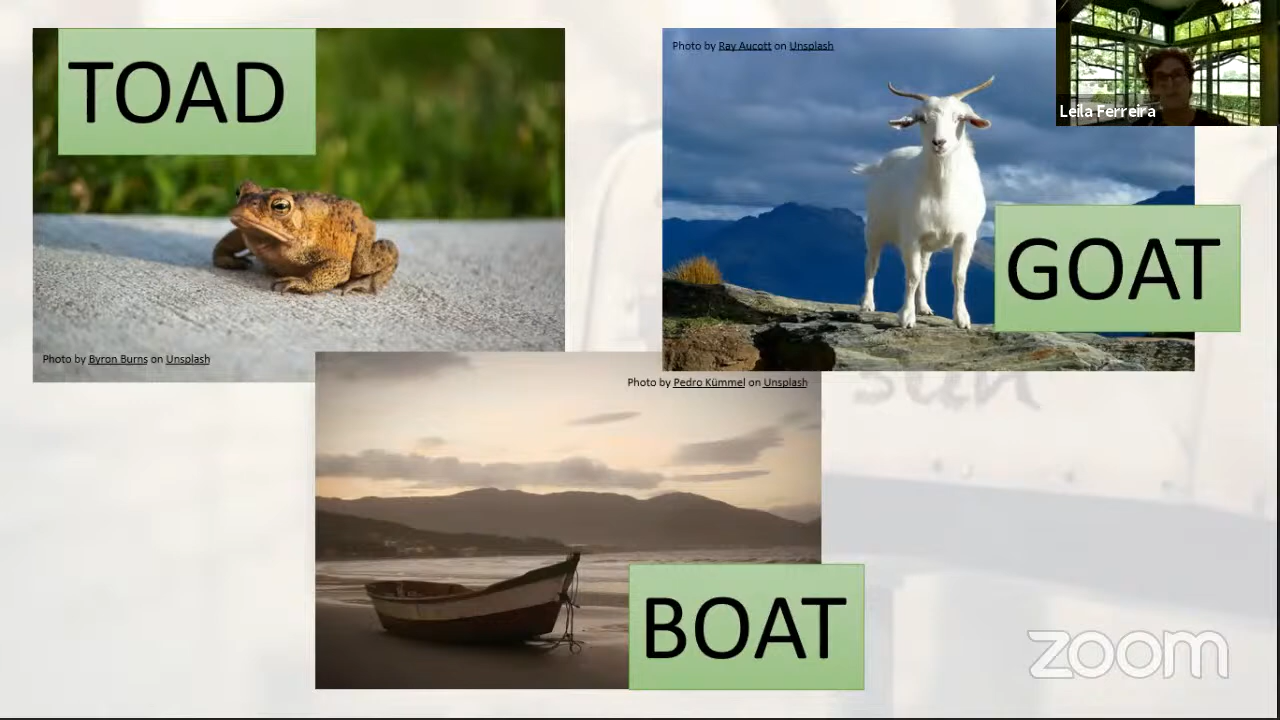 TOAD
Photo by Byron Burns on Unsplash
Photo by Ray Aucott on Unsplash
Leila Ferreira
GOAT
Photo by Pedro Kümmel on Unsplash
sun
BOAT
zoom